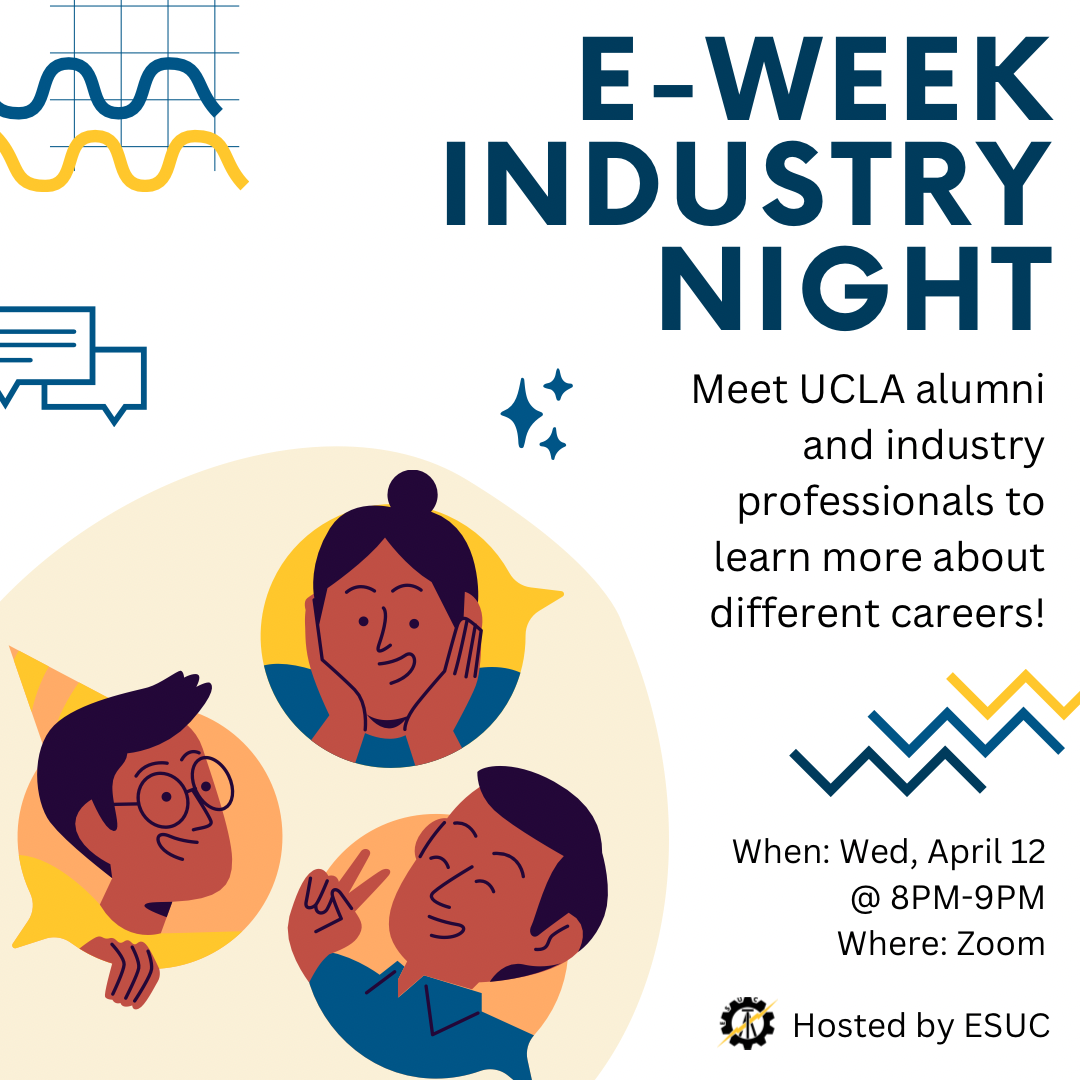 E-WEEK
INDUSTRY
NIGHT
Meet UCLA alumni
and industry
professionals to
learn more about
different careers!
When: Wed, April 12
@ 8PM-9PM
Where: Zoom
ESUC
Hosted by ESUC